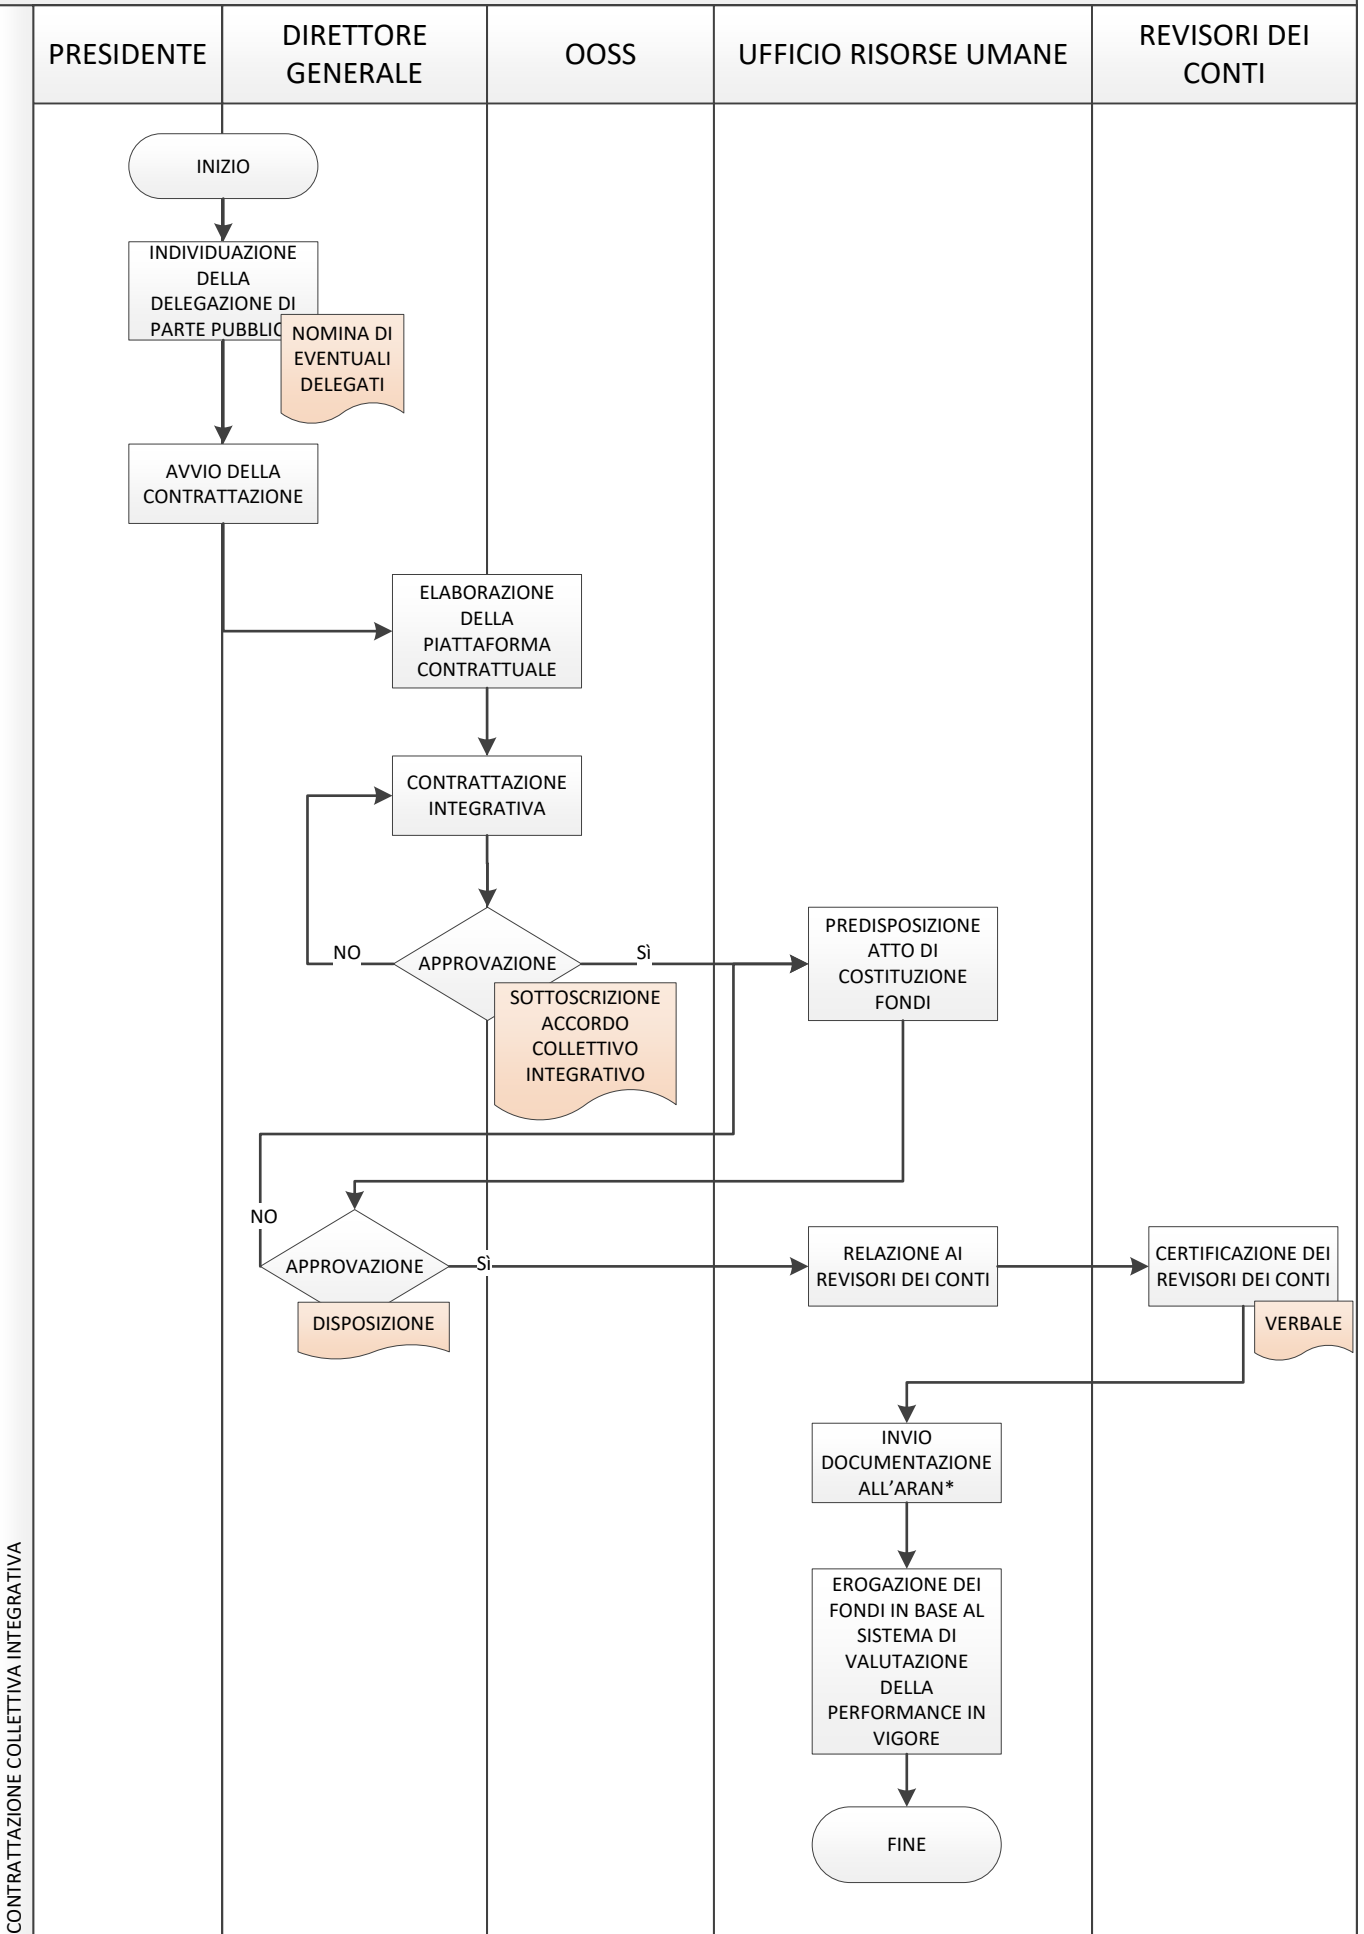 PRESIDENTE
DIRETTORE
GENERALE
OOSS
UFFICIO RISORSE UMANE
REVISORI DEI
CONTI
INIZIO
INDIVIDUAZIONE
DELLA
DELEGAZIONE DI
PARTE PUBBLIC
NOMINA DI
EVENTUALI
DELEGATI
AVVIO DELLA
CONTRATTAZIONE
ELABORAZIONE
DELLA
PIATTAFORMA
CONTRATTUALE
CONTRATTAZIONE
INTEGRATIVA
NO
APPROVAZIONE
Sì
SOTTOSCRIZIONE
ACCORDO
COLLETTIVO
INTEGRATIVO
PREDISPOSIZIONE
ATTO DI
COSTITUZIONE
FONDI
NO
APPROVAZIONE
Sì
DISPOSIZIONE
RELAZIONE AI
REVISORI DEI CONTI
CERTIFICAZIONE DEI
REVISORI DEI CONTI
VERBALE
INVIO
DOCUMENTAZIONE
ALL’ARAN*
EROGAZIONE DEI
FONDI IN BASE AL
SISTEMA DI
VALUTAZIONE
DELLA
PERFORMANCE IN
VIGORE
FINE
CONTRATTAZIONE COLLETTIVA INTEGRATIVA